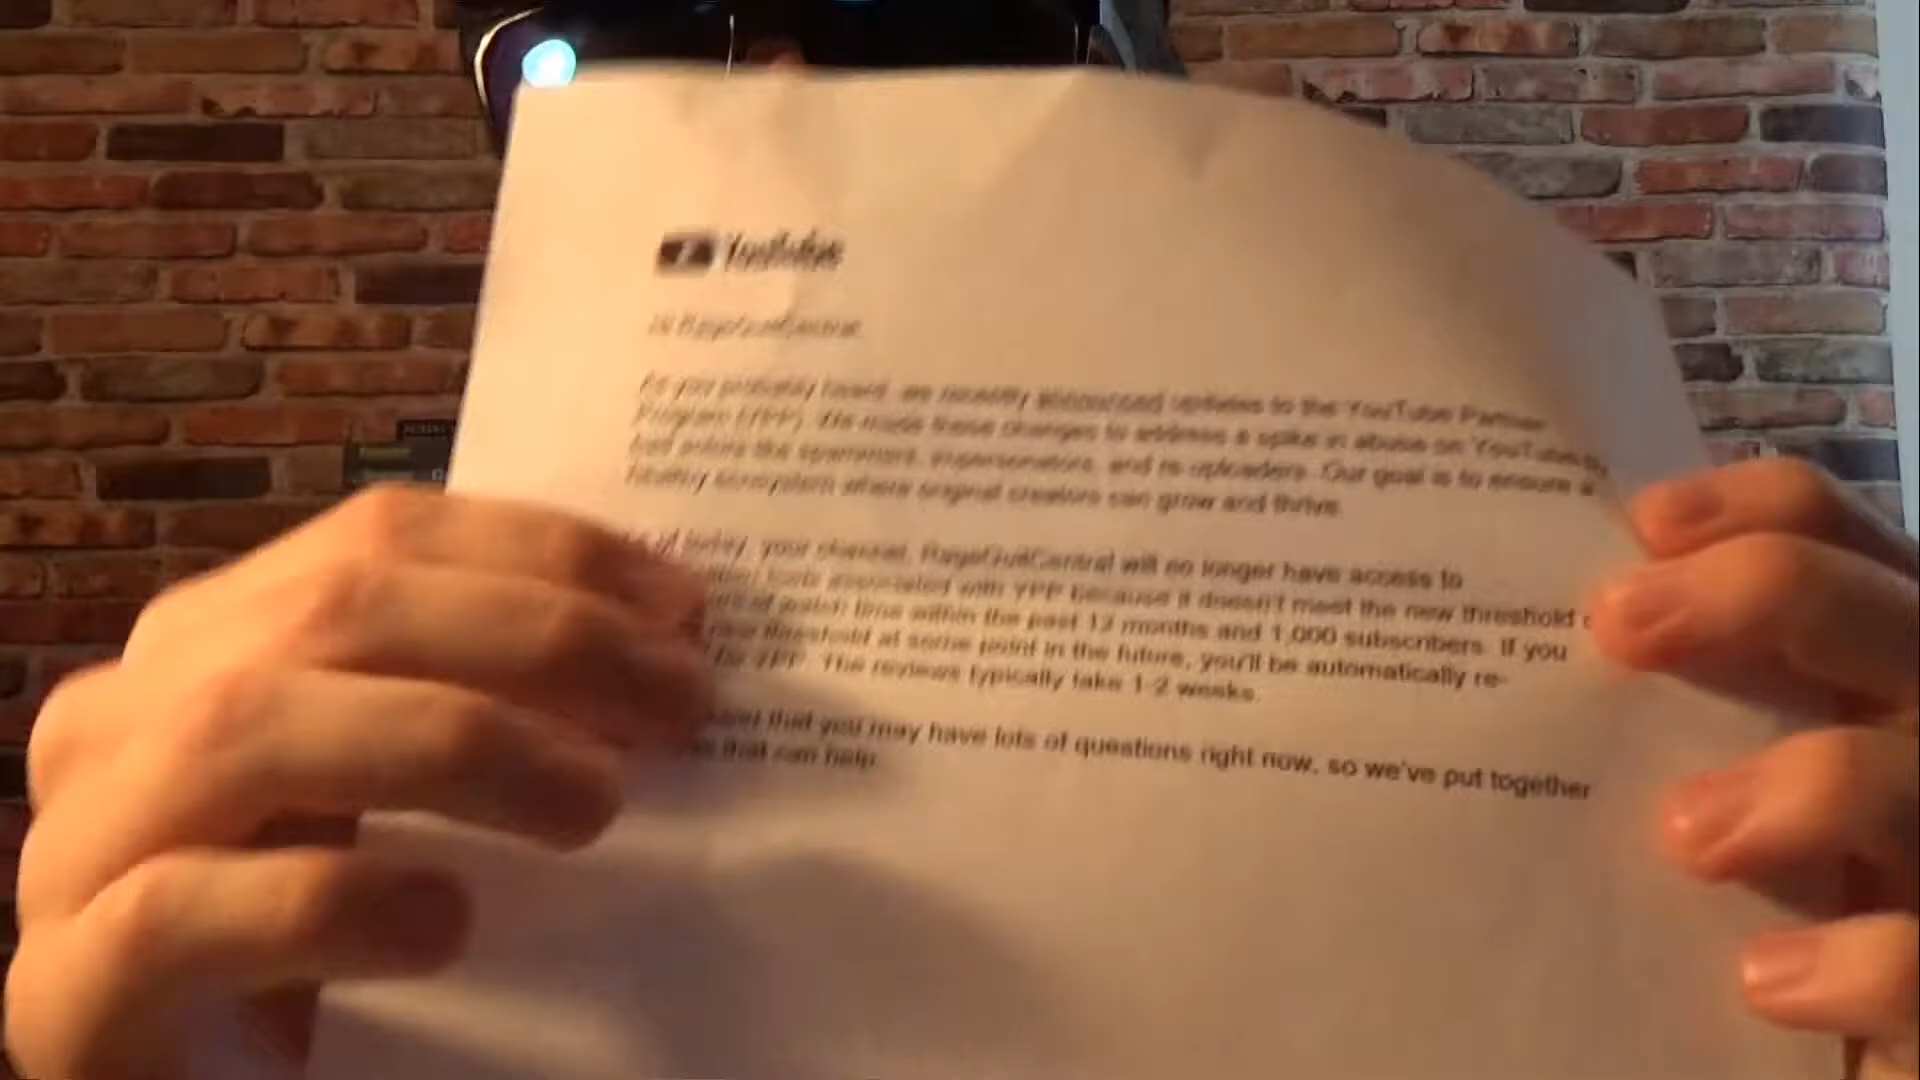 YouTube
Hi RageQuitCentral
As you probably heard, we recently announced updates to the YouTube Partner
Program (YPP). We made these changes to address a spike in abuse on YouTube by
bad actors like spammers, impersonators, and re-uploaders. Our goal is to ensure a
healthy ecosystem where original creators can grow and thrive.
of today, your channel, RageQuitCentral will no longer have access to
tools associated with YPP because it doesn't meet the new threshold
of watch time within the past 12 months and 1,000 subscribers. If you
new threshold at some point in the future, you'll be automatically re-
for YPP. The reviews typically take 1-2 weeks.
that you may have lots of questions right now, so we've put together
that can help.